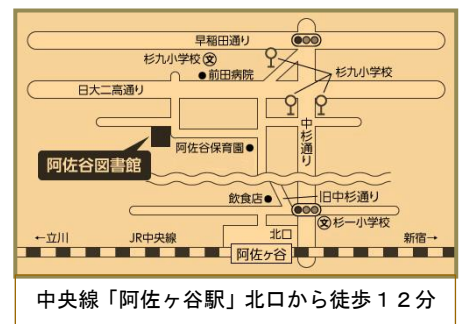 早稲田通り
杉九小学校 文
前田病院
杉九小学校
日大二高通り
中杉通り
阿佐谷保育園
阿佐谷図書館
飲食店
旧中杉通り
文 杉一小学校
北口
←立川
JR中央線
新宿→
阿佐ヶ谷
中央線「阿佐ヶ谷駅」北口から徒歩１２分